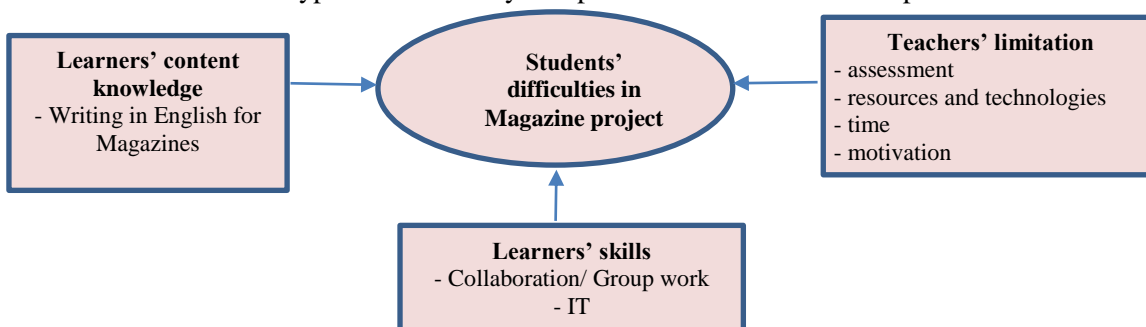 Learners' content
knowledge
- Writing in English for
Magazines
Students'
difficulties in
Magazine project
Teachers' limitation
- assessment
- resources and technologies
- time
- motivation
Learners' skills
- Collaboration/ Group work
- IT